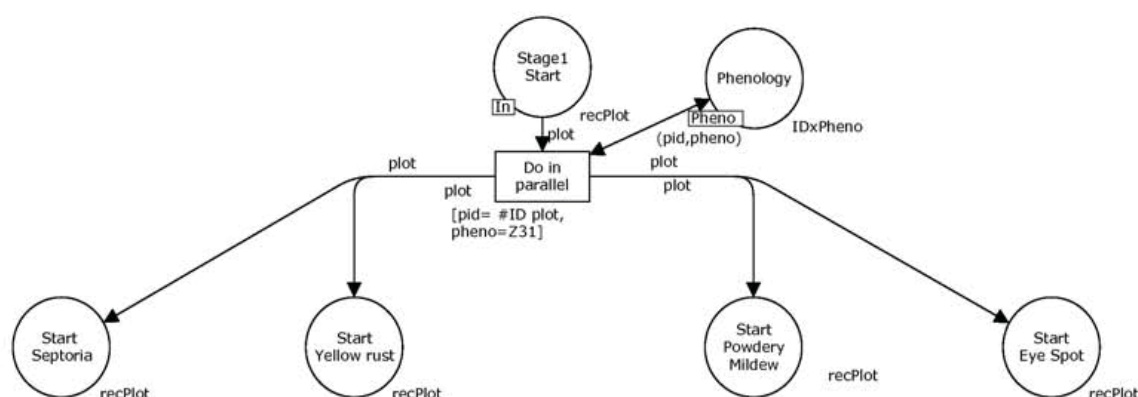 Stage1
Start
In
recPlot
Phenology
Pheno
IDxPheno
plot
(pid,pheno)
Do in
parallel
plot
plot
plot
plot
[pid= #ID plot,
pheno=Z31]
Start
Septoria
recPlot
Start
Yellow rust
recPlot
Start
Powdery
Mildew
recPlot
Start
Eye Spot
recPlot